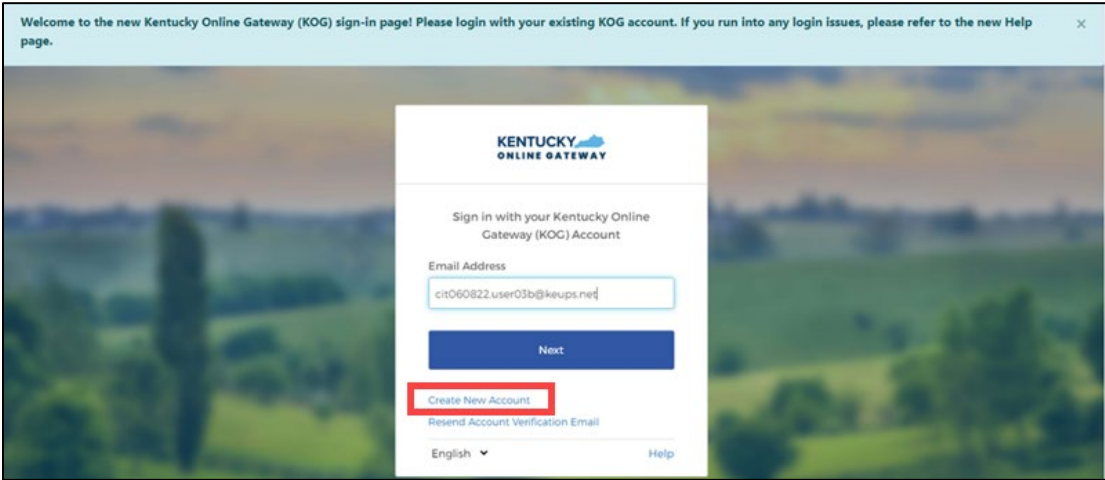 Welcome to the new Kentucky Online Gateway (KOG) sign-in page! Please login with your existing KOG account. If you run into any login issues, please refer to the new Help
page.
×
KENTUCKY
ONLINE GATEWAY
Sign in with your Kentucky Online
Gateway (KOG) Account
Email Address
cit060822.user03b@keups.net
Next
Create New Account
Resend Account Verification Email
English
Help